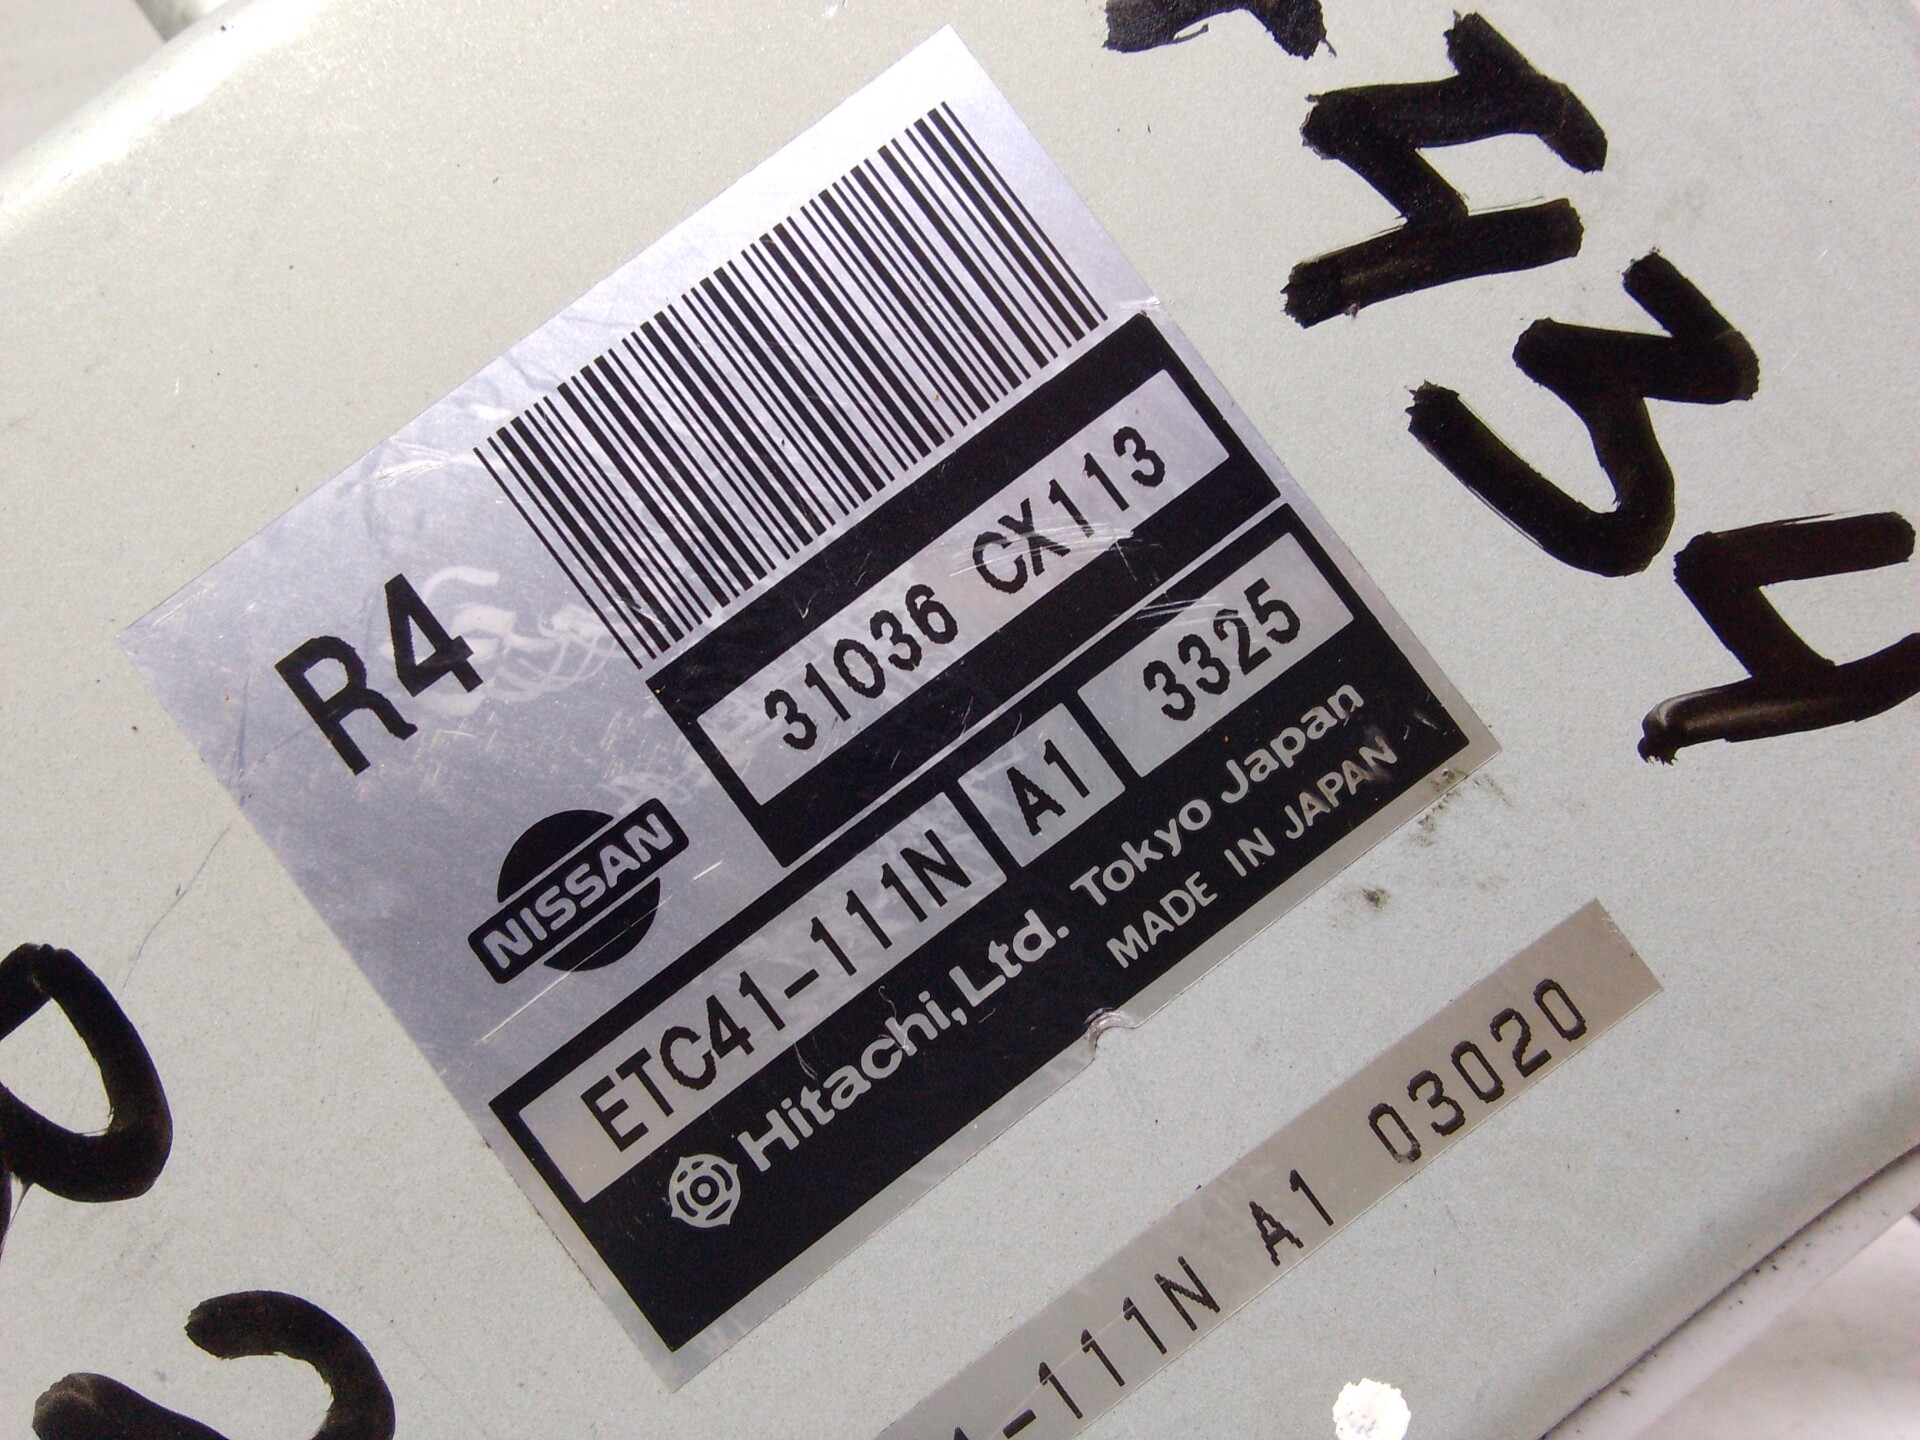 R4
31036 CX113
NISSAN
ETC41-111N A1 3325
Hitachi,Ltd. Tokyo Japan
MADE IN JAPAN
-111N A1 03020